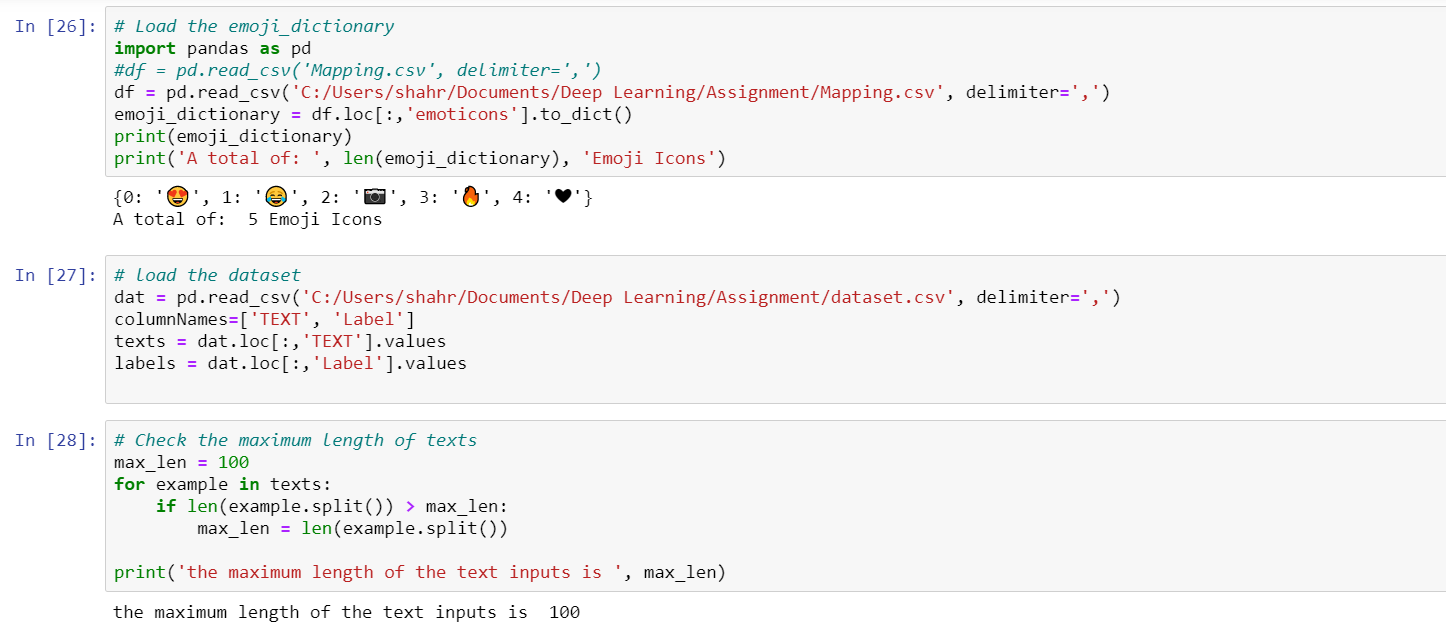 In [26]: # Load the emoji_dictionary
import pandas as pd
#df = pd.read_csv('Mapping.csv', delimiter=',')
df = pd.read_csv('C:/Users/shahr/Documents/Deep Learning/Assignment/Mapping.csv', delimiter=',')
emoji_dictionary = df.loc[:,'emoticons'].to_dict()
print(emoji_dictionary)
print('A total of: ', len(emoji_dictionary), 'Emoji Icons')
{0: '😍', 1: '😂', 2: '📷', 3: '🔥', 4: '❤'}
A total of:  5 Emoji Icons
In [27]: # load the dataset
dat = pd.read_csv('C:/Users/shahr/Documents/Deep Learning/Assignment/dataset.csv', delimiter=',')
columnNames=['TEXT', 'Label']
texts = dat.loc[:,'TEXT'].values
labels = dat.loc[:,'Label'].values
In [28]: # Check the maximum length of texts
max_len = 100
for example in texts:
    if len(example.split()) > max_len:
        max_len = len(example.split())
print('the maximum length of the text inputs is ', max_len)
the maximum length of the text inputs is  100